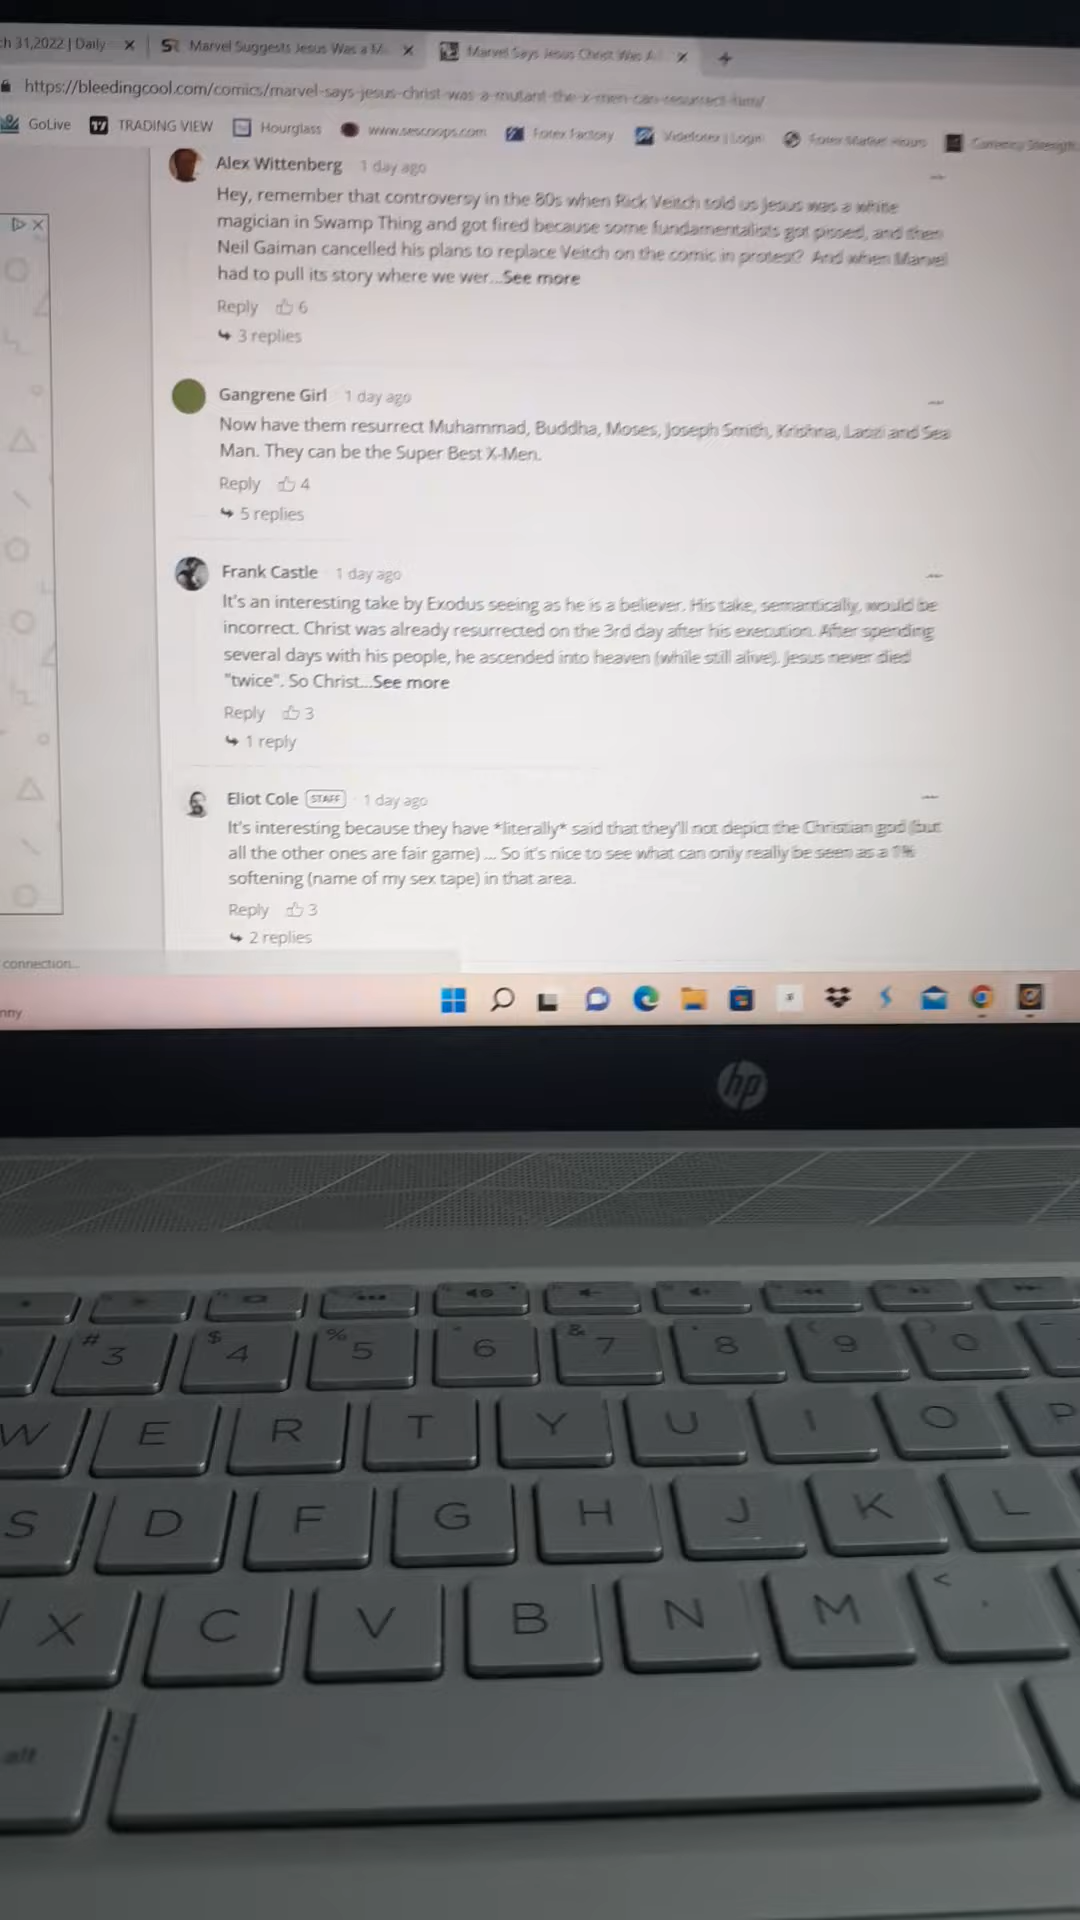 ch 31,2022 | Daily × Marvel Suggests Jesus Was a M × Marvel Says Jesus Christ Was A × +
https://bleedingcool.com/comics/marvel-says-jesus-christ-was-a-mutant-the-x-men-can-resurrect-him/
GoLive TRADING VIEW Hourglass www.sescoops.com Forex Factory Videforex | Login Forex Market Hours Currency Strength
Alex Wittenberg 1 day ago
Hey, remember that controversy in the 80s when Rick Veitch told us Jesus was a white
magician in Swamp Thing and got fired because some fundamentalists got pissed, and then
Neil Gaiman cancelled his plans to replace Veitch on the comic in protest? And when Marvel
had to pull its story where we wer...See more
Reply 6
3 replies
Gangrene Girl 1 day ago
Now have them resurrect Muhammad, Buddha, Moses, Joseph Smith, Krishna, Laozi and Sea
Man. They can be the Super Best X-Men.
Reply 4
5 replies
Frank Castle 1 day ago
It's an interesting take by Exodus seeing as he is a believer. His take, semantically, would be
incorrect. Christ was already resurrected on the 3rd day after his execution. After spending
several days with his people, he ascended into heaven (while still alive). Jesus never died
"twice". So Christ...See more
Reply 3
1 reply
Eliot Cole STAFF · 1 day ago
It's interesting because they have *literally* said that they'll not depict the Christian god (but
all the other ones are fair game) ... So it's nice to see what can only really be seen as a 1%
softening (name of my sex tape) in that area.
Reply 3
2 replies
connection...
nny
hp
# 3 $ 4 % 5 6 & 7 8 9 0
W E R T Y U I O P
S D F G H J K L
X C V B N M <
alt